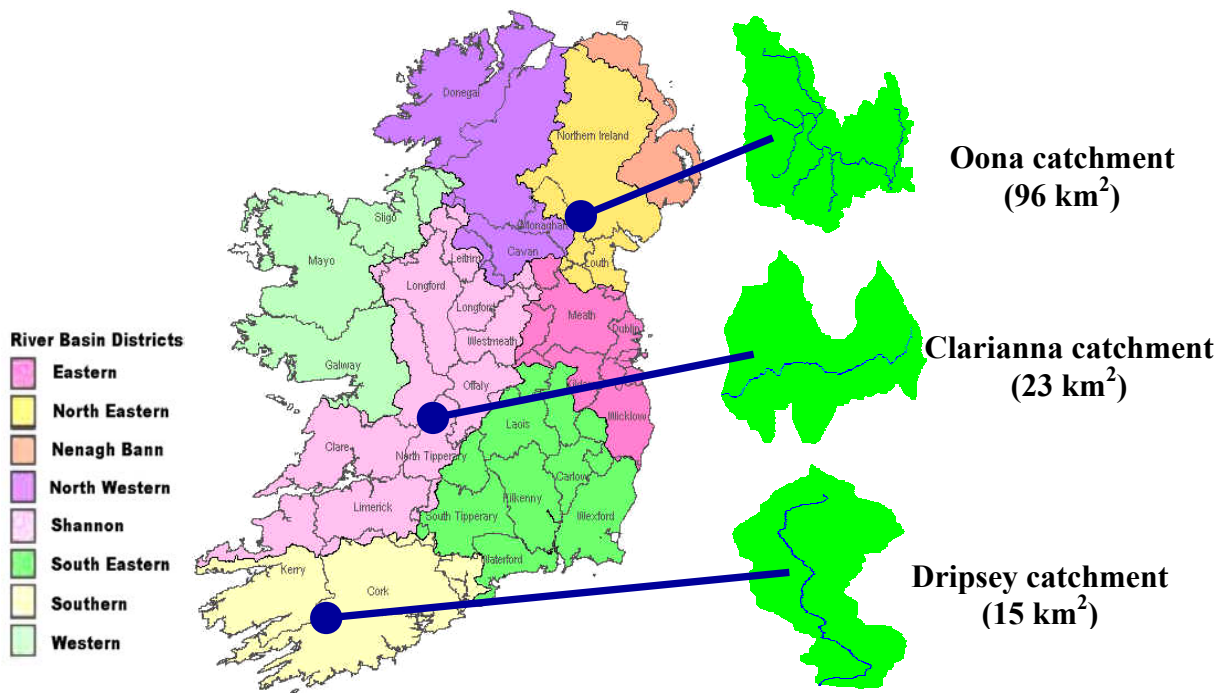 Donegal
Northern Ireland
Sligo
Monaghan
Cavan
Leitrim
Louth
Mayo
Longford
Longford
Meath
Dublin
Westmeath
Galway
Offaly
Wicklow
Laois
Clare
North Tipperary
Carlow
Limerick
Kilkenny
South Tipperary
Wexford
Waterford
Kerry
Cork
River Basin Districts
Eastern
North Eastern
Nenagh Bann
North Western
Shannon
South Eastern
Southern
Western
Oona catchment
(96 km²)
Clarianna catchment
(23 km²)
Dripsey catchment
(15 km²)